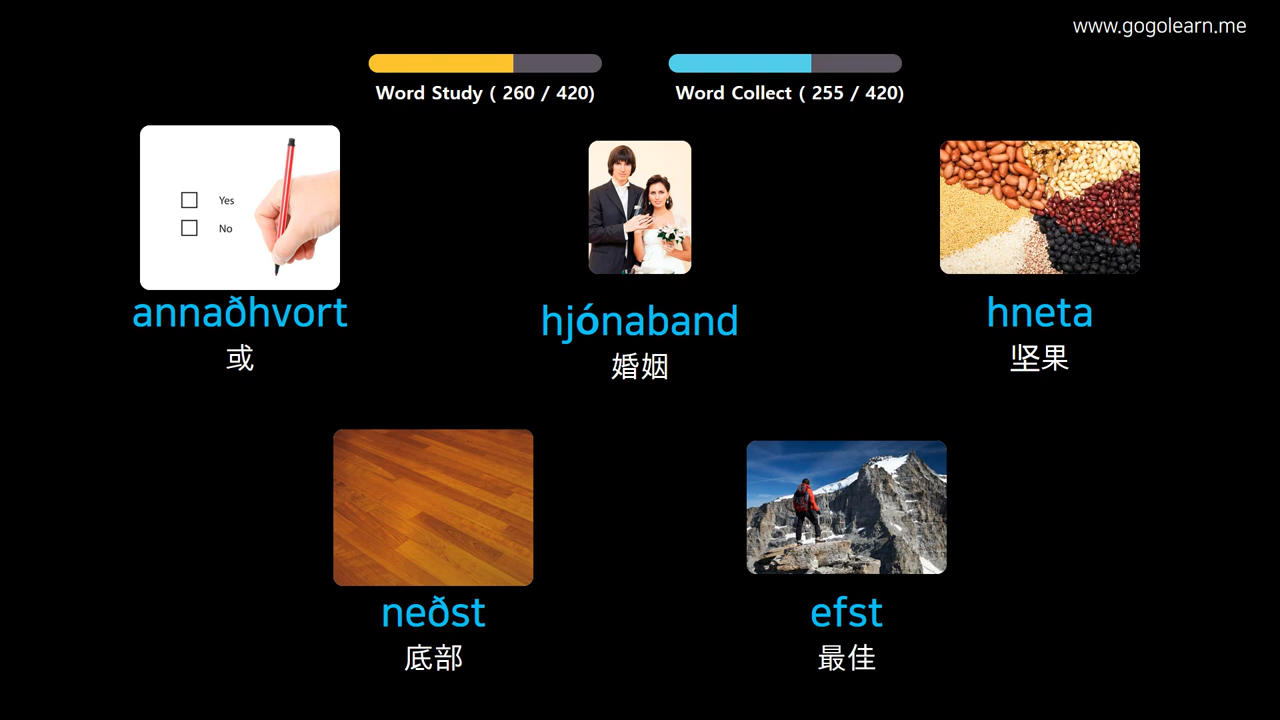 www.gogolearn.me
Word Study ( 260 / 420)
Word Collect ( 255 / 420)
Yes
No
annaðhvort
或
hjónaband
婚姻
hneta
坚果
neðst
底部
efst
最佳